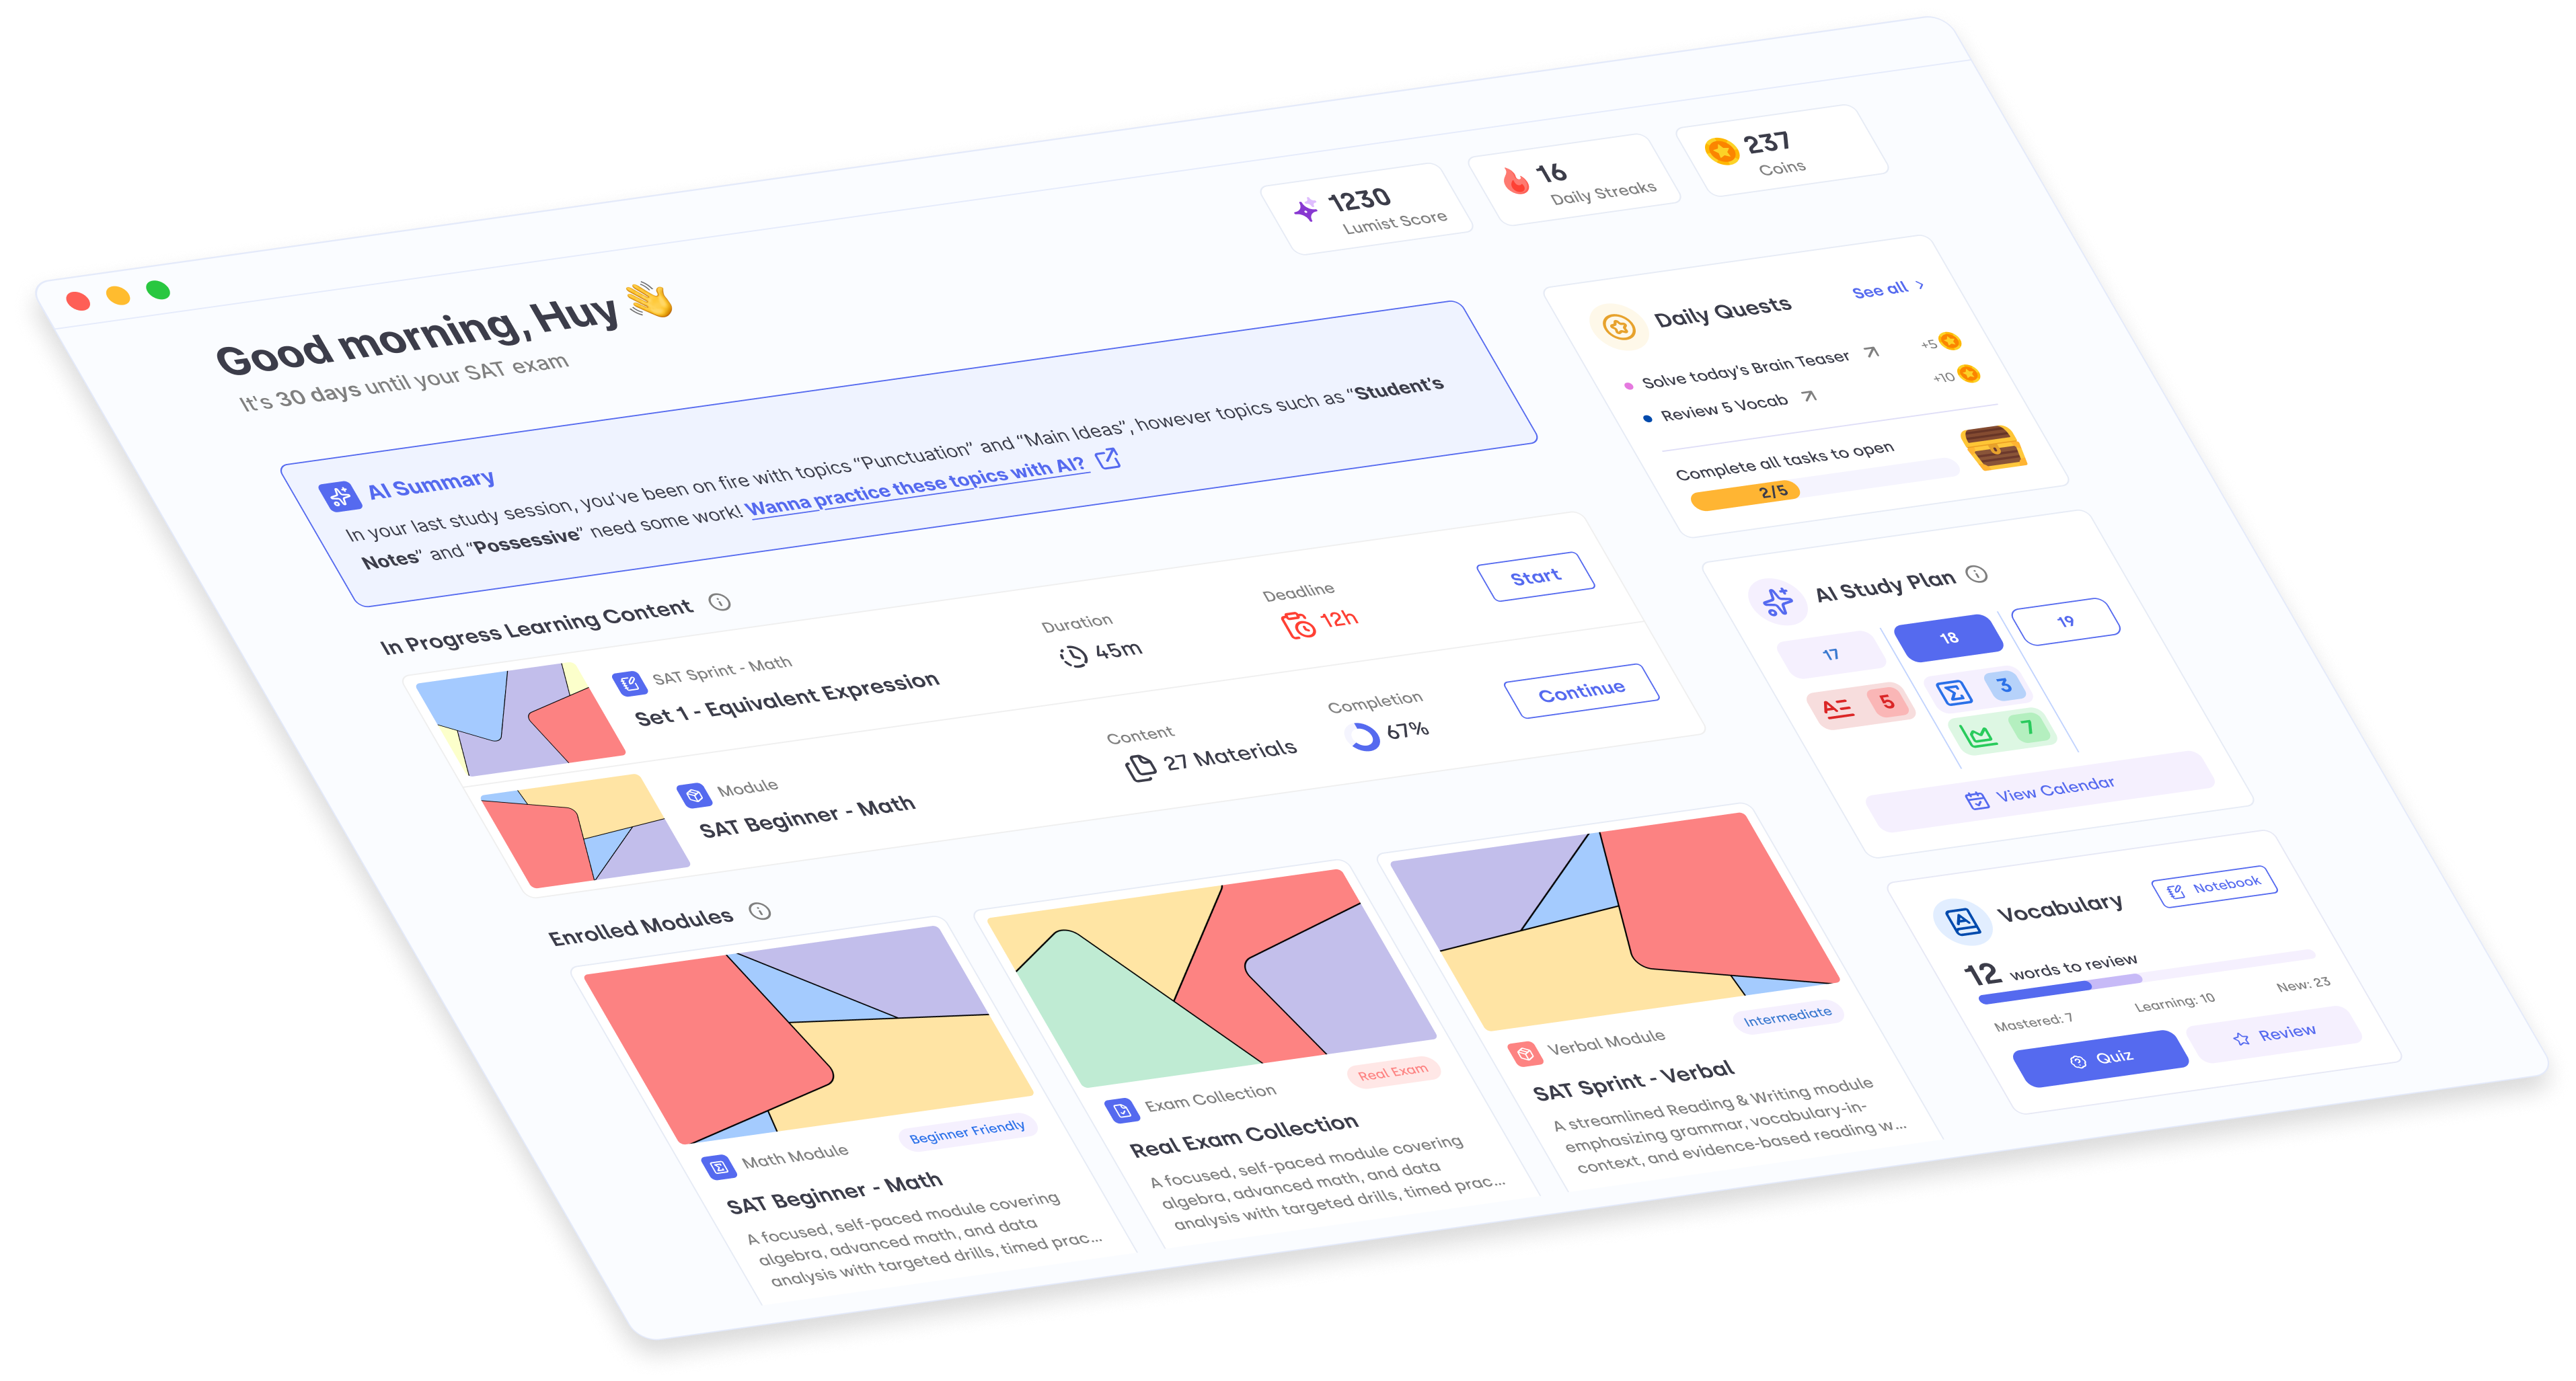 1230
Lumist Score
16
Daily Streaks
237
Coins
Good morning, Huy 👋
It's 30 days until your SAT exam
AI Summary
In your last study session, you've been on fire with topics “Punctuation” and “Main Ideas”, however topics such as “Student's
Notes” and “Possessive” need some work! Wanna practice these topics with AI?
In Progress Learning Content
SAT Sprint - Math
Set 1 - Equivalent Expression
Duration
45m
Deadline
12h
Start
Module
SAT Beginner - Math
Content
27 Materials
Completion
67%
Continue
Enrolled Modules
Math Module
Beginner Friendly
SAT Beginner - Math
A focused, self-paced module covering
algebra, advanced math, and data
analysis with targeted drills, timed prac...
Exam Collection
Real Exam
Real Exam Collection
A focused, self-paced module covering
algebra, advanced math, and data
analysis with targeted drills, timed prac...
Verbal Module
Intermediate
SAT Sprint - Verbal
A streamlined Reading & Writing module
emphasizing grammar, vocabulary-in-
context, and evidence-based reading w...
Daily Quests
See all
Solve today's Brain Teaser
+5
Review 5 Vocab
+10
Complete all tasks to open
2/5
AI Study Plan
17
18
19
5
3
7
View Calendar
Vocabulary
Notebook
12 words to review
Mastered: 7
Learning: 10
New: 23
Quiz
Review